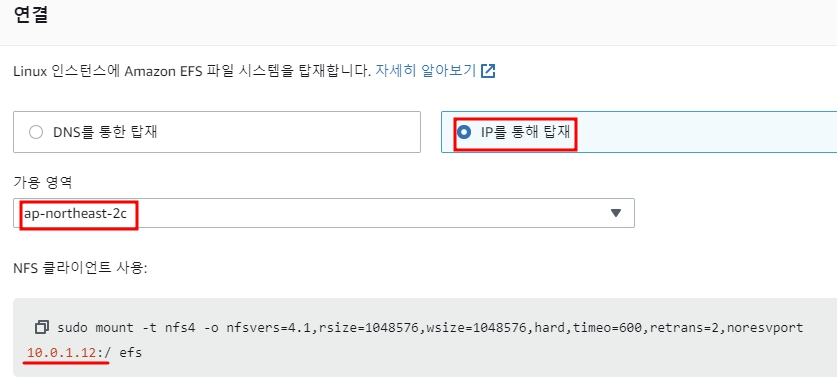 연결
Linux 인스턴스에 Amazon EFS 파일 시스템을 탑재합니다. 자세히 알아보기
DNS를 통한 탑재
IP를 통해 탑재
가용 영역
ap-northeast-2c
NFS 클라이언트 사용:
sudo mount -t nfs4 -o nfsvers=4.1,rsize=1048576,wsize=1048576,hard,timeo=600,retrans=2,noresvport
10.0.1.12:/ efs